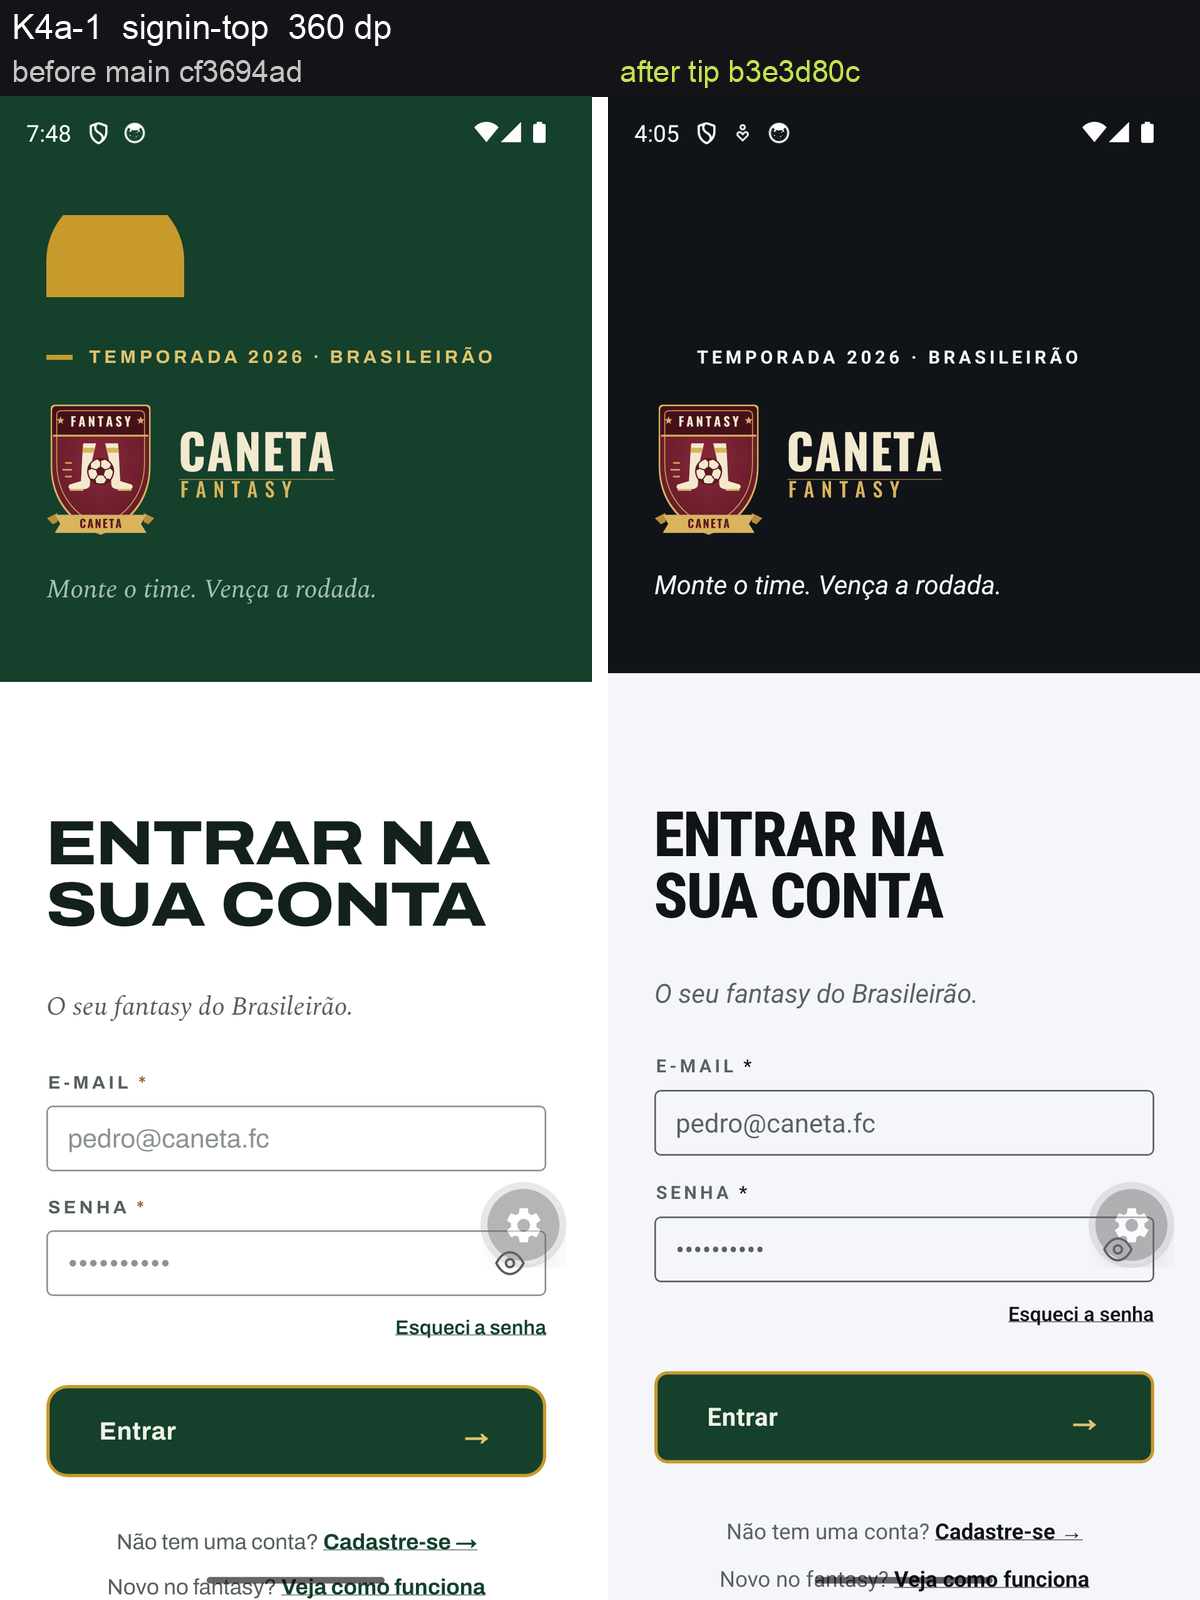 K4a-1 signin-top 360 dp
before main cf3694ad
after tip b3e3d80c
7:48
TEMPORADA 2026 · BRASILEIRÃO
★ FANTASY ★
CANETA
CANETA
FANTASY
Monte o time. Vença a rodada.
ENTRAR NA
SUA CONTA
O seu fantasy do Brasileirão.
E-MAIL *
pedro@caneta.fc
SENHA *
••••••••••
Esqueci a senha
Entrar →
Não tem uma conta? Cadastre-se →
Novo no fantasy? Veja como funciona
4:05
TEMPORADA 2026 · BRASILEIRÃO
★ FANTASY ★
CANETA
CANETA
FANTASY
Monte o time. Vença a rodada.
ENTRAR NA
SUA CONTA
O seu fantasy do Brasileirão.
E-MAIL *
pedro@caneta.fc
SENHA *
••••••••••
Esqueci a senha
Entrar →
Não tem uma conta? Cadastre-se →
Novo no fantasy? Veja como funciona